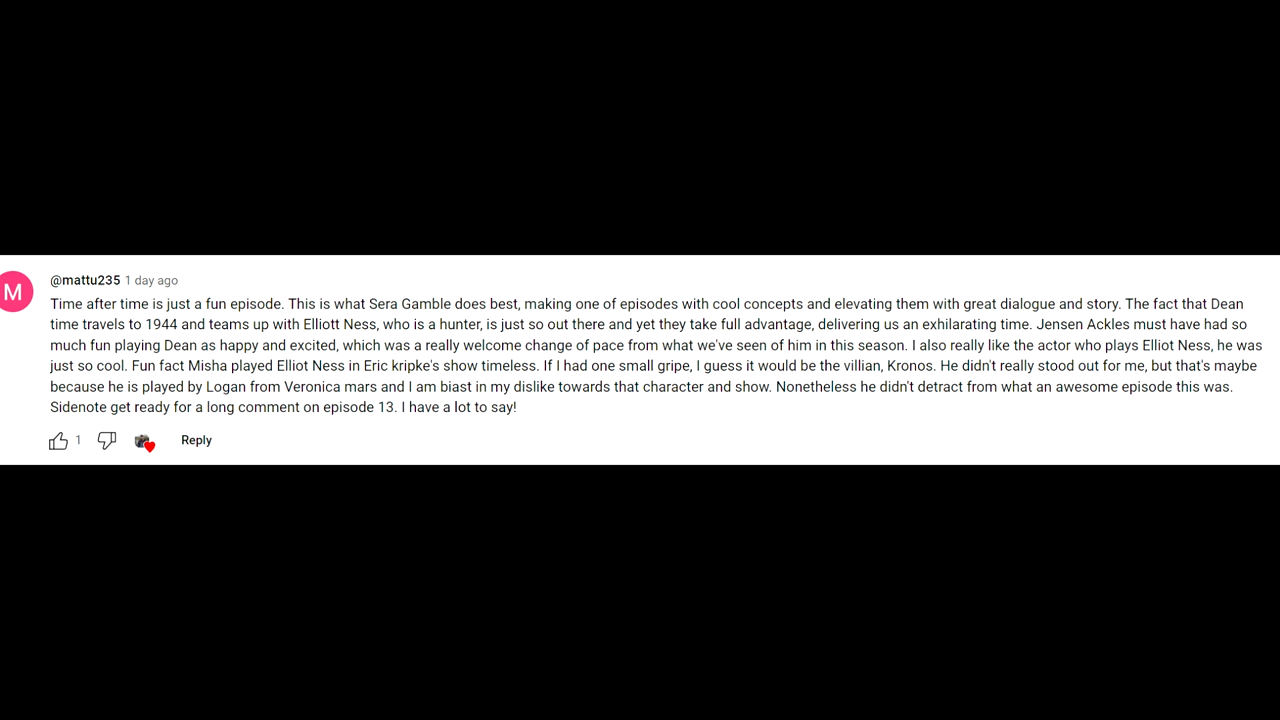 M
@mattu235 1 day ago
Time after time is just a fun episode. This is what Sera Gamble does best, making one of episodes with cool concepts and elevating them with great dialogue and story. The fact that Dean
time travels to 1944 and teams up with Elliott Ness, who is a hunter, is just so out there and yet they take full advantage, delivering us an exhilarating time. Jensen Ackles must have had so
much fun playing Dean as happy and excited, which was a really welcome change of pace from what we've seen of him in this season. I also really like the actor who plays Elliot Ness, he was
just so cool. Fun fact Misha played Elliot Ness in Eric kripke's show timeless. If I had one small gripe, I guess it would be the villian, Kronos. He didn't really stood out for me, but that's maybe
because he is played by Logan from Veronica mars and I am biast in my dislike towards that character and show. Nonetheless he didn't detract from what an awesome episode this was.
Sidenote get ready for a long comment on episode 13. I have a lot to say!
1 Reply